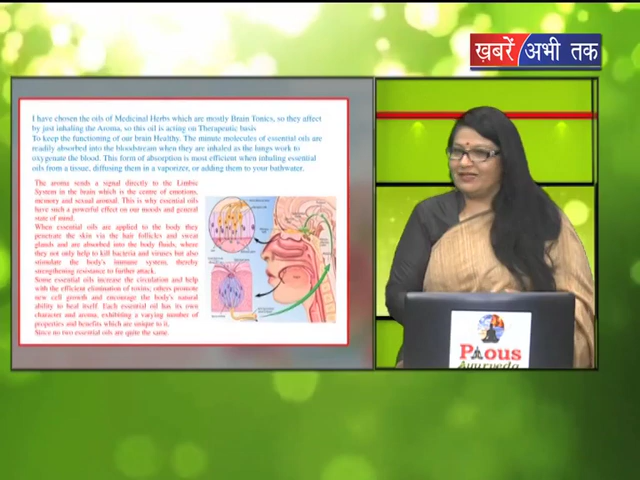 ख़बरें अभी तक
I have chosen the oils of Medicinal Herbs which are mostly Brain Tonics, so they affect
by just inhaling the Aroma, so this oil is acting on Therapeutic basis
To keep the functioning of our brain Healthy. The minute molecules of essential oils are
readily absorbed into the bloodstream when they are inhaled as the lungs work to
oxygenate the blood. This form of absorption is most efficient when inhaling essential
oils from a tissue, diffusing them in a vaporizer, or adding them to your bathwater.
The aroma sends a signal directly to the Limbic
System in the brain which is the centre of emotions,
memory and sexual arousal. This is why essential oils
have such a powerful effect on our moods and general
state of mind.
When essential oils are applied to the body they
penetrate the skin via the hair follicles and sweat
glands and are absorbed into the body fluids, where
they not only help to kill bacteria and viruses but also
stimulate the body's immune system, thereby
strengthening resistance to further attack.
Some essential oils increase the circulation and help
with the efficient elimination of toxins, others promote
new cell growth and encourage the body's natural
ability to heal itself. Each essential oil has its own
character and aroma, exhibiting a varying number of
properties and benefits which are unique to it.
Since no two essential oils are quite the same.
Pious
Ayurveda